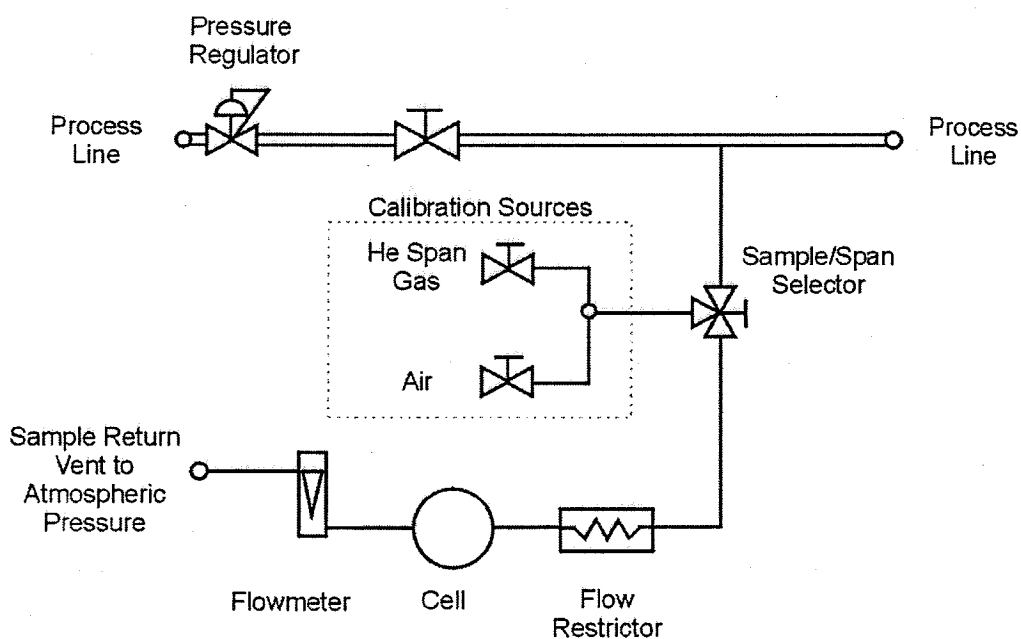 Pressure
Regulator
Process
Line
Process
Line
Calibration Sources
He Span
Gas
Sample/Span
Selector
Air
Sample Return
Vent to
Atmospheric
Pressure
Flowmeter
Cell
Flow
Restrictor